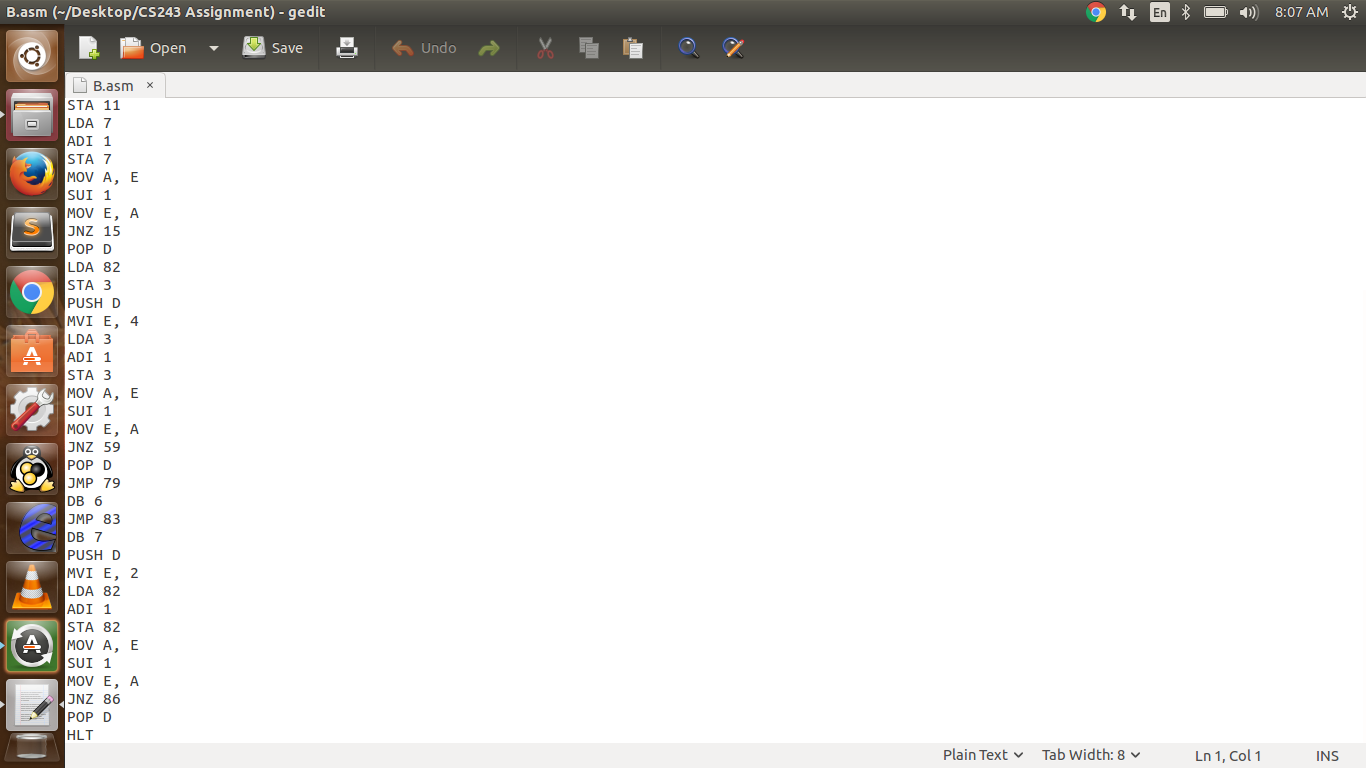 B.asm (~/Desktop/CS243 Assignment) - gedit
En 8:07 AM
Open Save Undo
B.asm ×
STA 11
LDA 7
ADI 1
STA 7
MOV A, E
SUI 1
MOV E, A
JNZ 15
POP D
LDA 82
STA 3
PUSH D
MVI E, 4
LDA 3
ADI 1
STA 3
MOV A, E
SUI 1
MOV E, A
JNZ 59
POP D
JMP 79
DB 6
JMP 83
DB 7
PUSH D
MVI E, 2
LDA 82
ADI 1
STA 82
MOV A, E
SUI 1
MOV E, A
JNZ 86
POP D
HLT
Plain Text Tab Width: 8 Ln 1, Col 1 INS